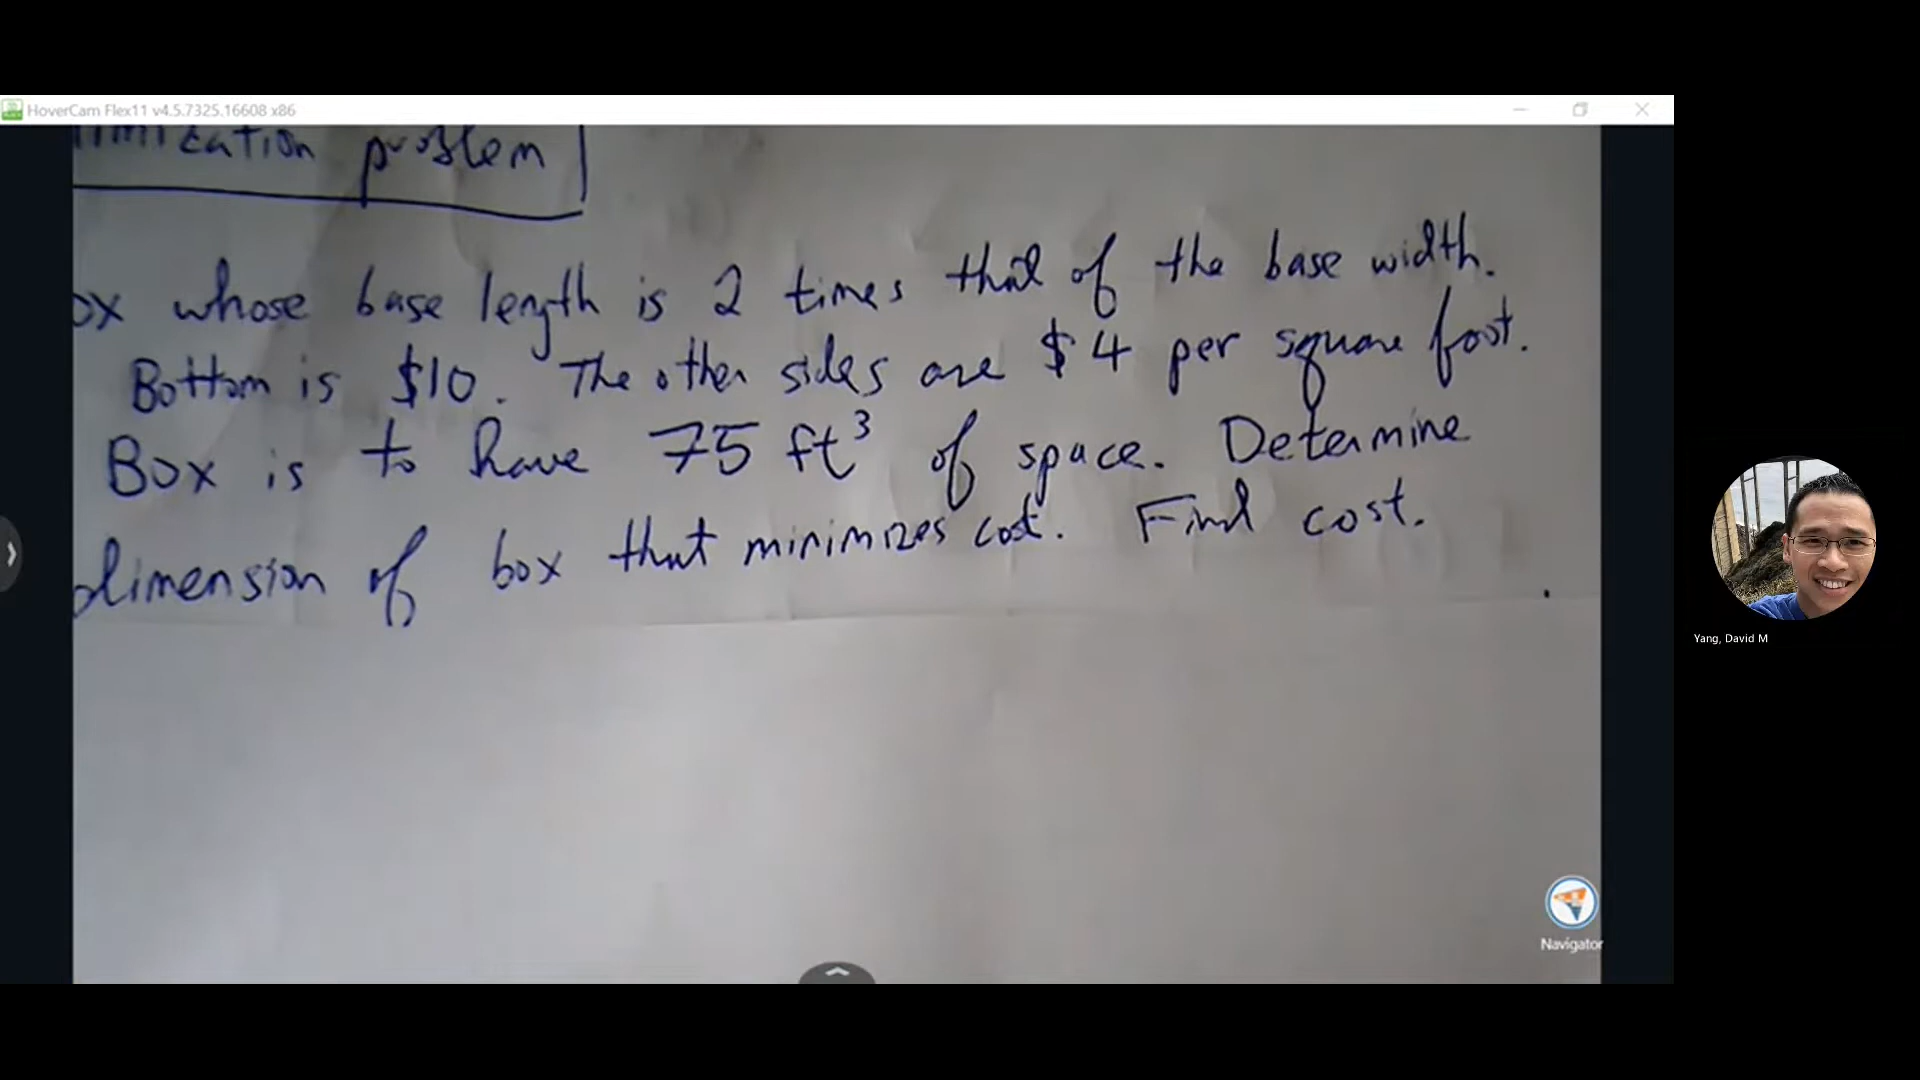 HoverCam Flex11 v4.5.7325.16608 x86
problem
whose base length is 2 times that of the base width.
Bottom is $10. The other sides are $4 per square foot.
Box is to have 75 ft³ of space. Determine
dimension of box that minimizes cost. Find cost.
Yang, David M
Navigator